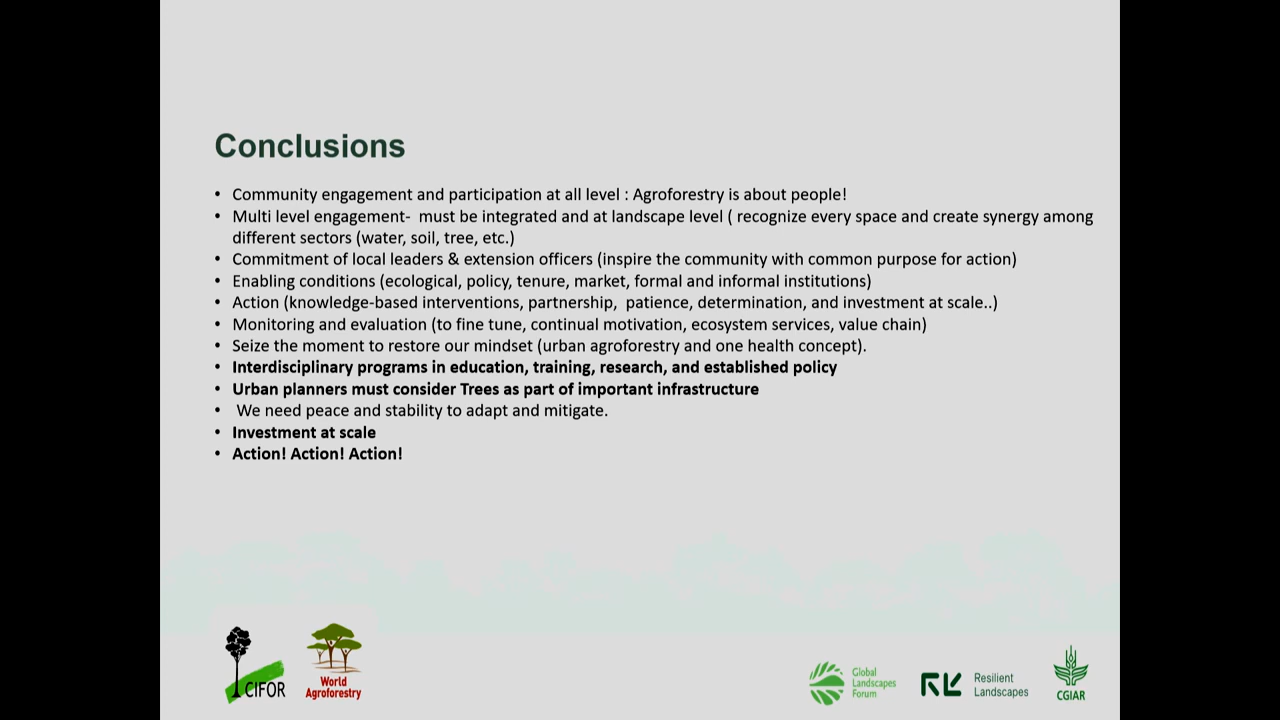 Conclusions
• Community engagement and participation at all level : Agroforestry is about people!
• Multi level engagement-  must be integrated and at landscape level ( recognize every space and create synergy among
different sectors (water, soil, tree, etc.)
• Commitment of local leaders & extension officers (inspire the community with common purpose for action)
• Enabling conditions (ecological, policy, tenure, market, formal and informal institutions)
• Action (knowledge-based interventions, partnership,  patience, determination, and investment at scale..)
• Monitoring and evaluation (to fine tune, continual motivation, ecosystem services, value chain)
• Seize the moment to restore our mindset (urban agroforestry and one health concept).
• Interdisciplinary programs in education, training, research, and established policy
• Urban planners must consider Trees as part of important infrastructure
•  We need peace and stability to adapt and mitigate.
• Investment at scale
• Action! Action! Action!
CIFOR
World
Agroforestry
Global
Landscapes
Forum
Resilient
Landscapes
CGIAR